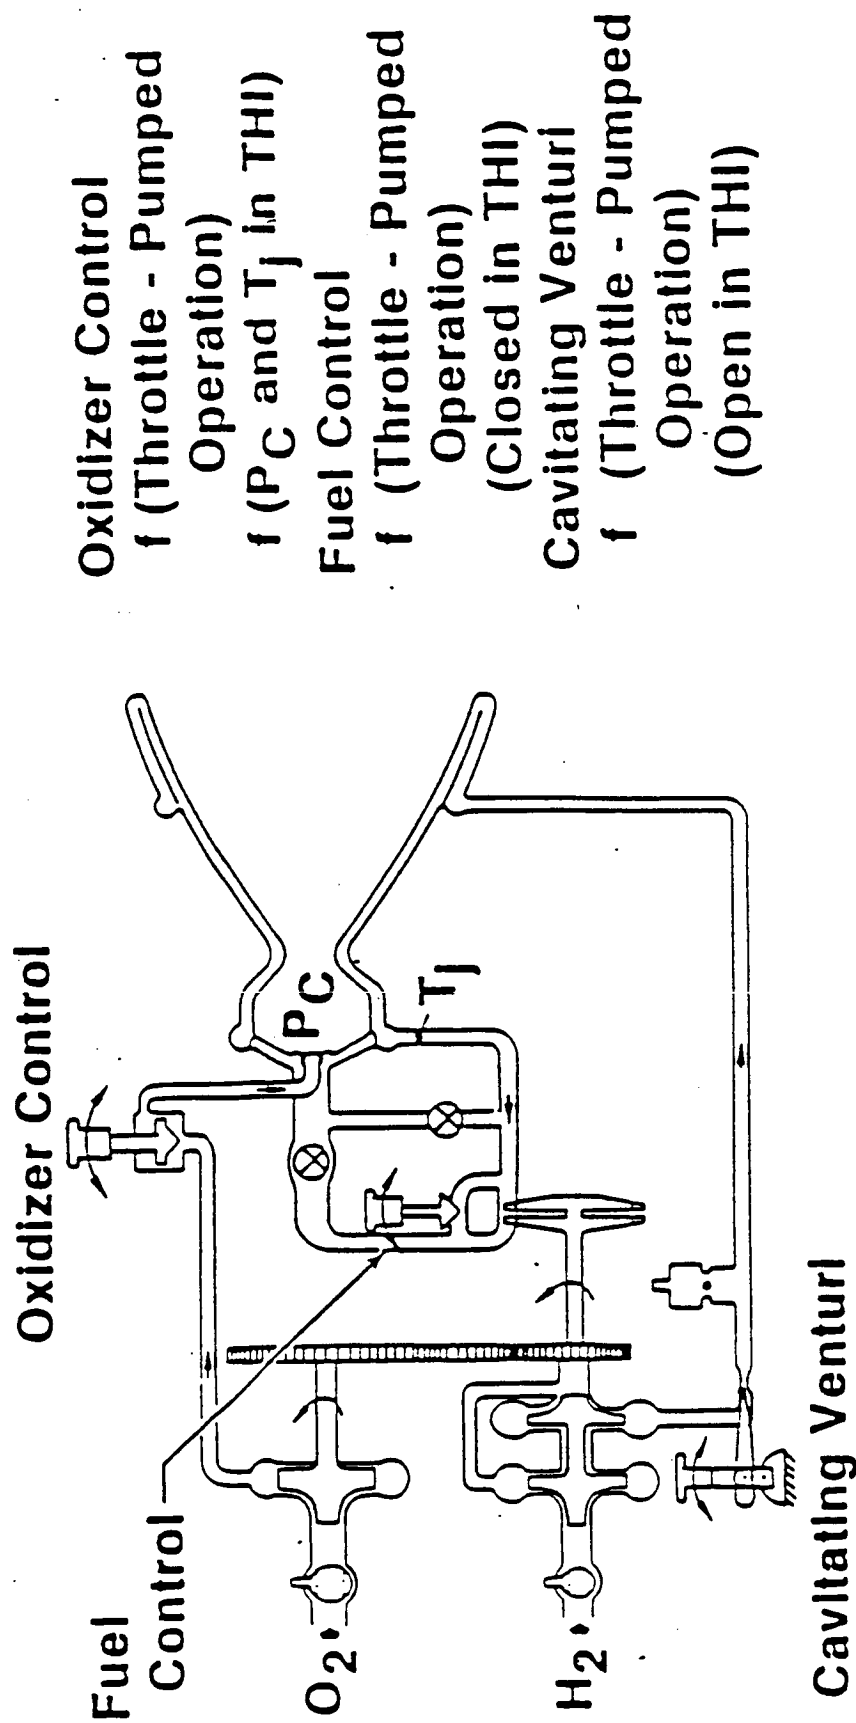 Oxidizer Control
f (Throttle - Pumped
Operation)
f (PC and Tj in THI)
Fuel Control
f (Throttle - Pumped
Operation)
(Closed in THI)
Cavitating Venturi
f (Throttle - Pumped
Operation)
(Open in THI)
Oxidizer Control
Fuel
Control
PC
Tj
O2
H2
Cavitating Venturi